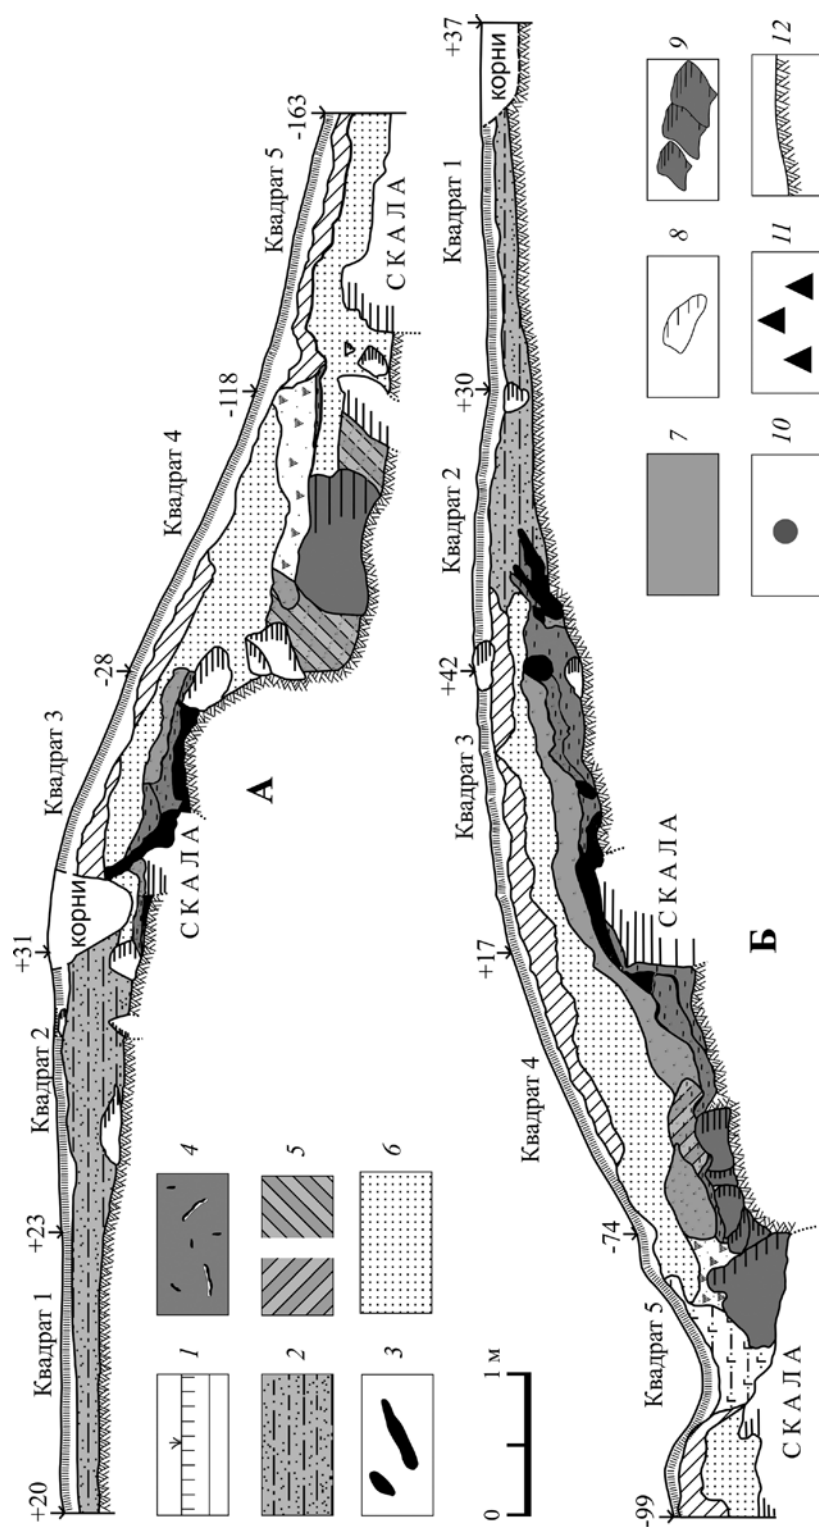 +20
Квадрат 1
+23
Квадрат 2
+31
корни
Квадрат 3
-28
Квадрат 4
-118
Квадрат 5
-163
СКАЛА
А
СКАЛА
1
4
2
5
3
6
0
1 м
-99
Квадрат 5
-74
Квадрат 4
+17
Квадрат 3
+42
Квадрат 2
+30
Квадрат 1
корни
+37
СКАЛА
Б
СКАЛА
7
8
9
10
11
12